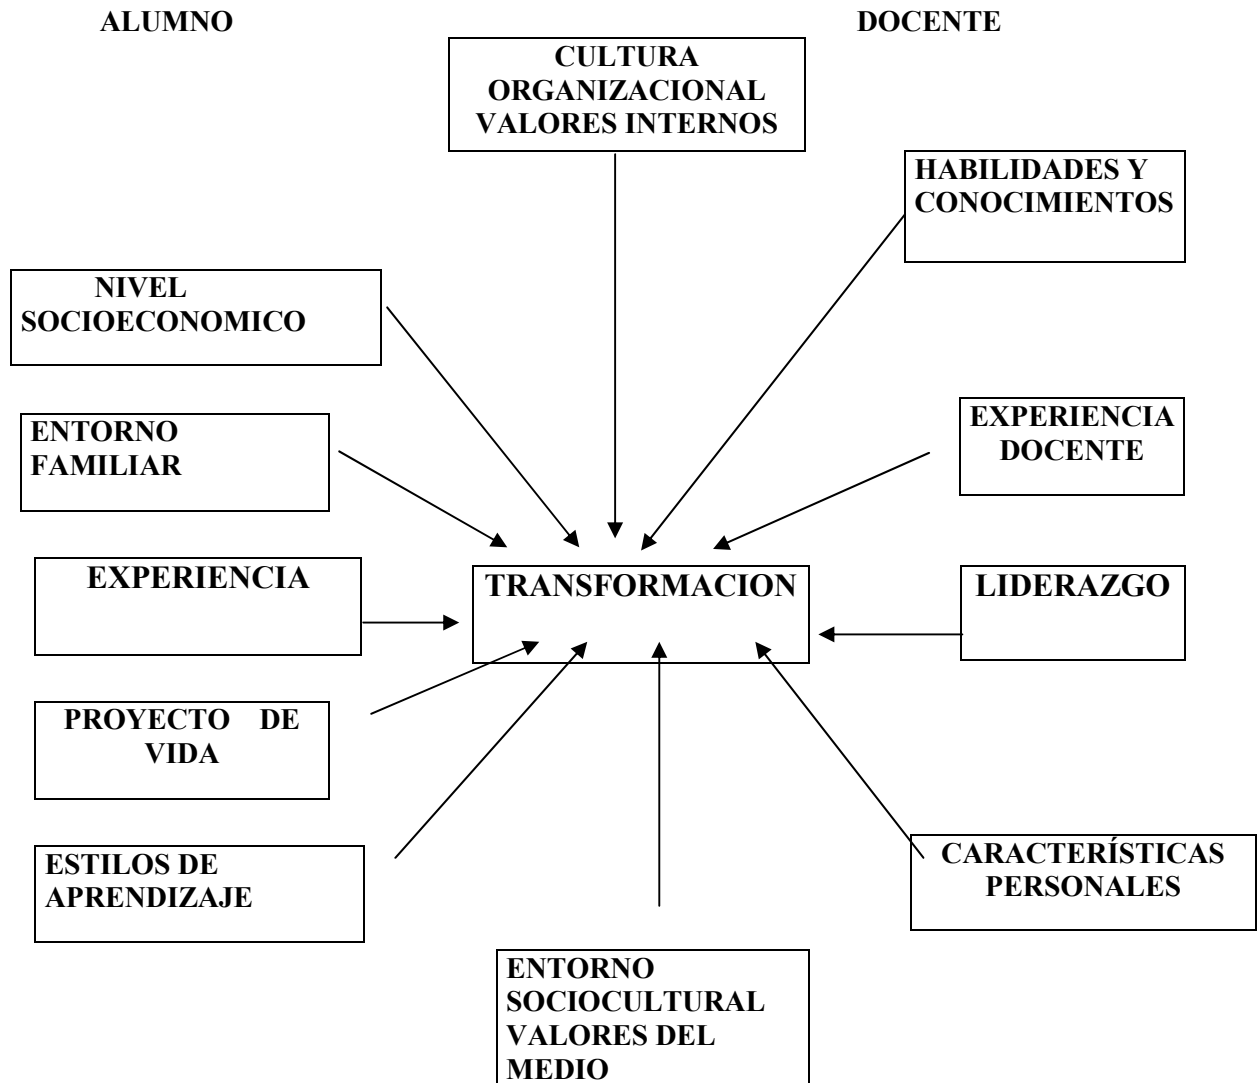 ALUMNO
DOCENTE
CULTURA
ORGANIZACIONAL
VALORES INTERNOS
HABILIDADES Y
CONOCIMIENTOS
NIVEL
SOCIOECONOMICO
ENTORNO
FAMILIAR
EXPERIENCIA
DOCENTE
EXPERIENCIA
TRANSFORMACION
LIDERAZGO
PROYECTO DE
VIDA
ESTILOS DE
APRENDIZAJE
CARACTERÍSTICAS
PERSONALES
ENTORNO
SOCIOCULTURAL
VALORES DEL
MEDIO